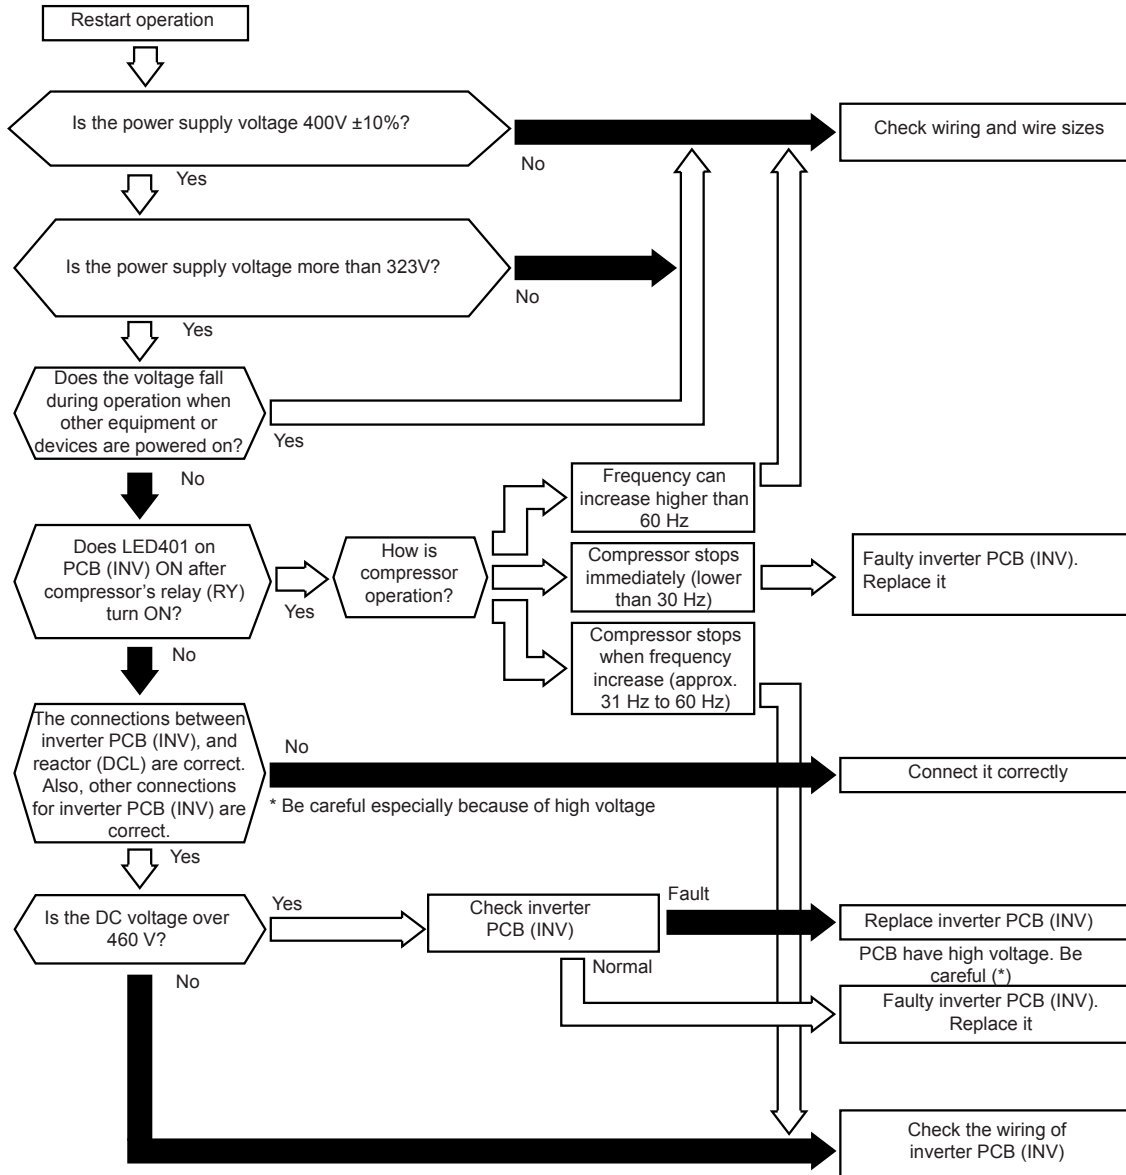 Restart operation
Is the power supply voltage 400V ±10%?
Check wiring and wire sizes
No
Yes
Is the power supply voltage more than 323V?
No
Yes
Does the voltage fall
during operation when
other equipment or
devices are powered on?
Yes
No
Frequency can
increase higher than
60 Hz
Does LED401 on
PCB (INV) ON after
compressor's relay (RY)
turn ON?
Yes
How is
compressor
operation?
Compressor stops
immediately (lower
than 30 Hz)
Faulty inverter PCB (INV).
Replace it
Compressor stops
when frequency
increase (approx.
31 Hz to 60 Hz)
No
The connections between
inverter PCB (INV), and
reactor (DCL) are correct.
Also, other connections
for inverter PCB (INV) are
correct.
No
* Be careful especially because of high voltage
Connect it correctly
Yes
Is the DC voltage over
460 V?
Yes
Check inverter
PCB (INV)
Fault
Replace inverter PCB (INV)
PCB have high voltage. Be
careful (*)
Normal
Faulty inverter PCB (INV).
Replace it
No
Check the wiring of
inverter PCB (INV)